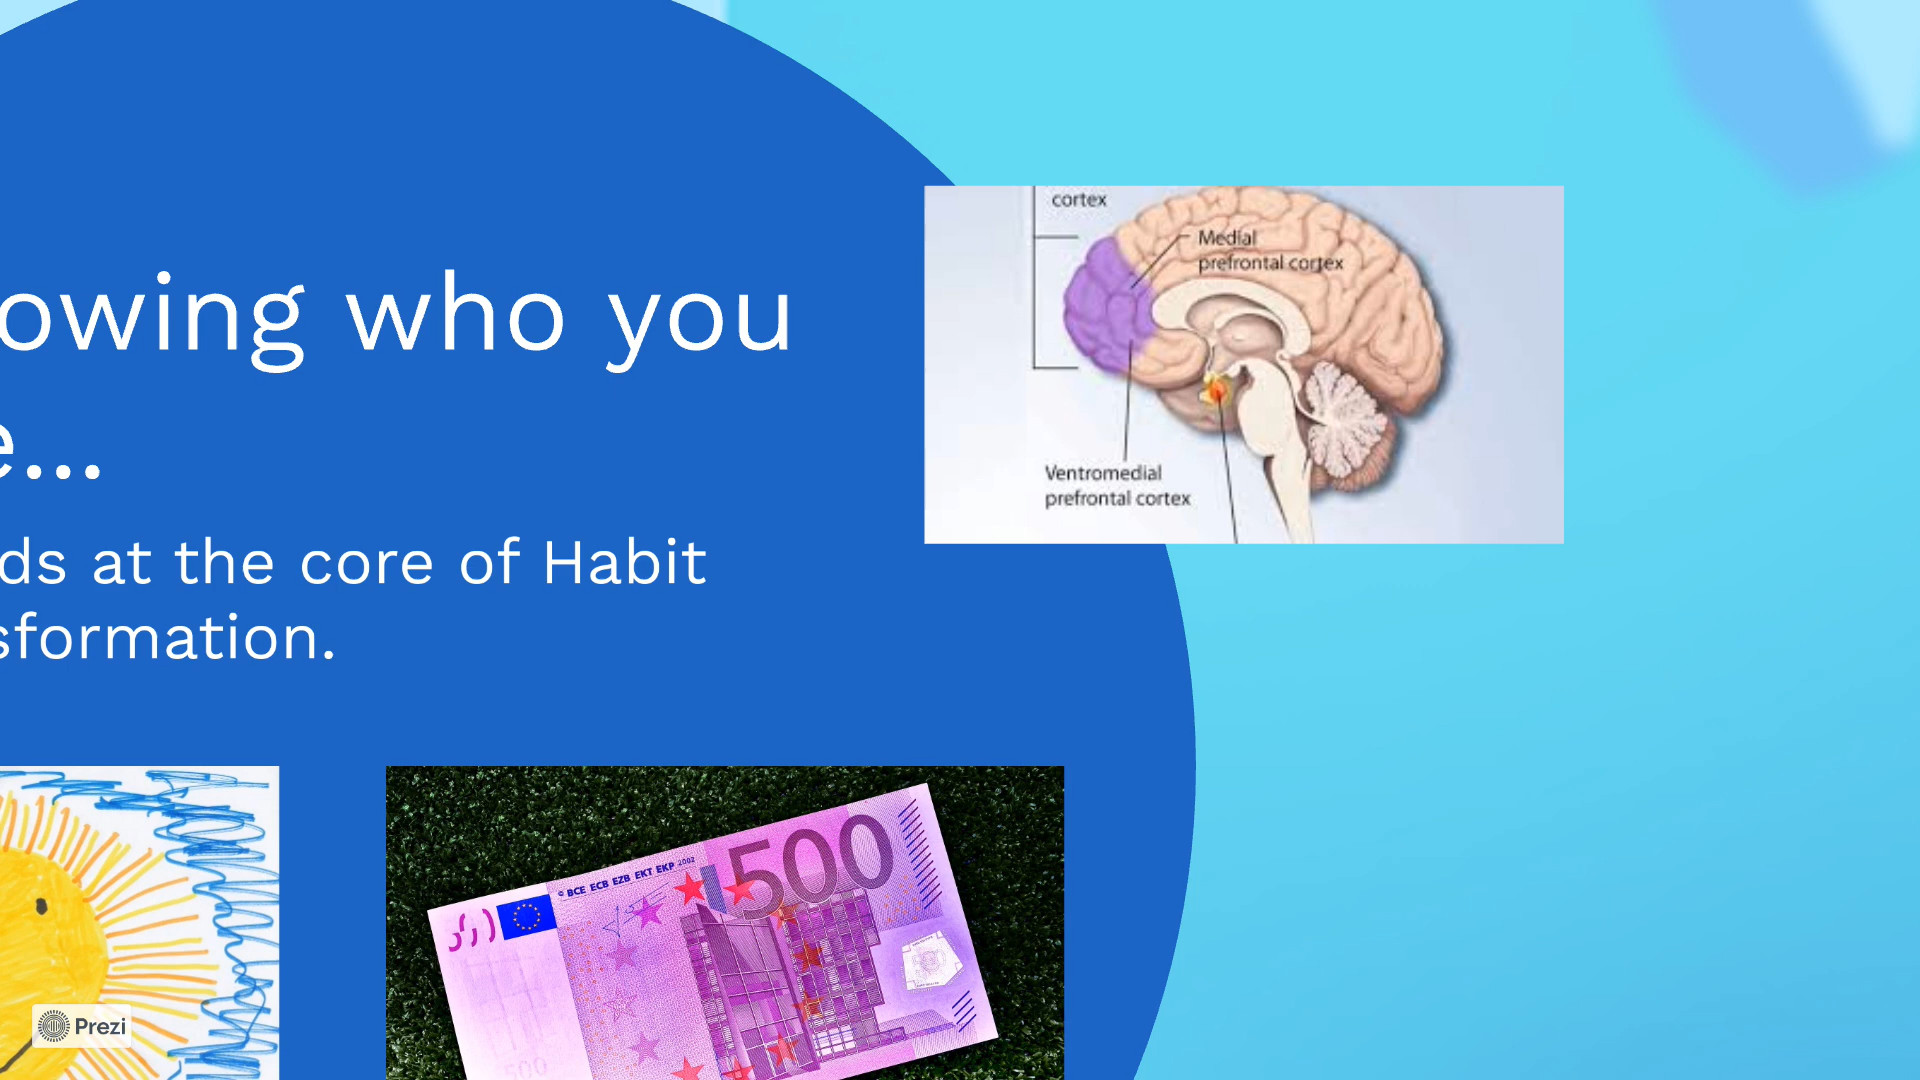 owing who you
e...
ds at the core of Habit
sformation.
cortex
Medial
prefrontal cortex
Ventromedial
prefrontal cortex
© BCE ECB EZB EKT EKP 2002
500
500
Prezi